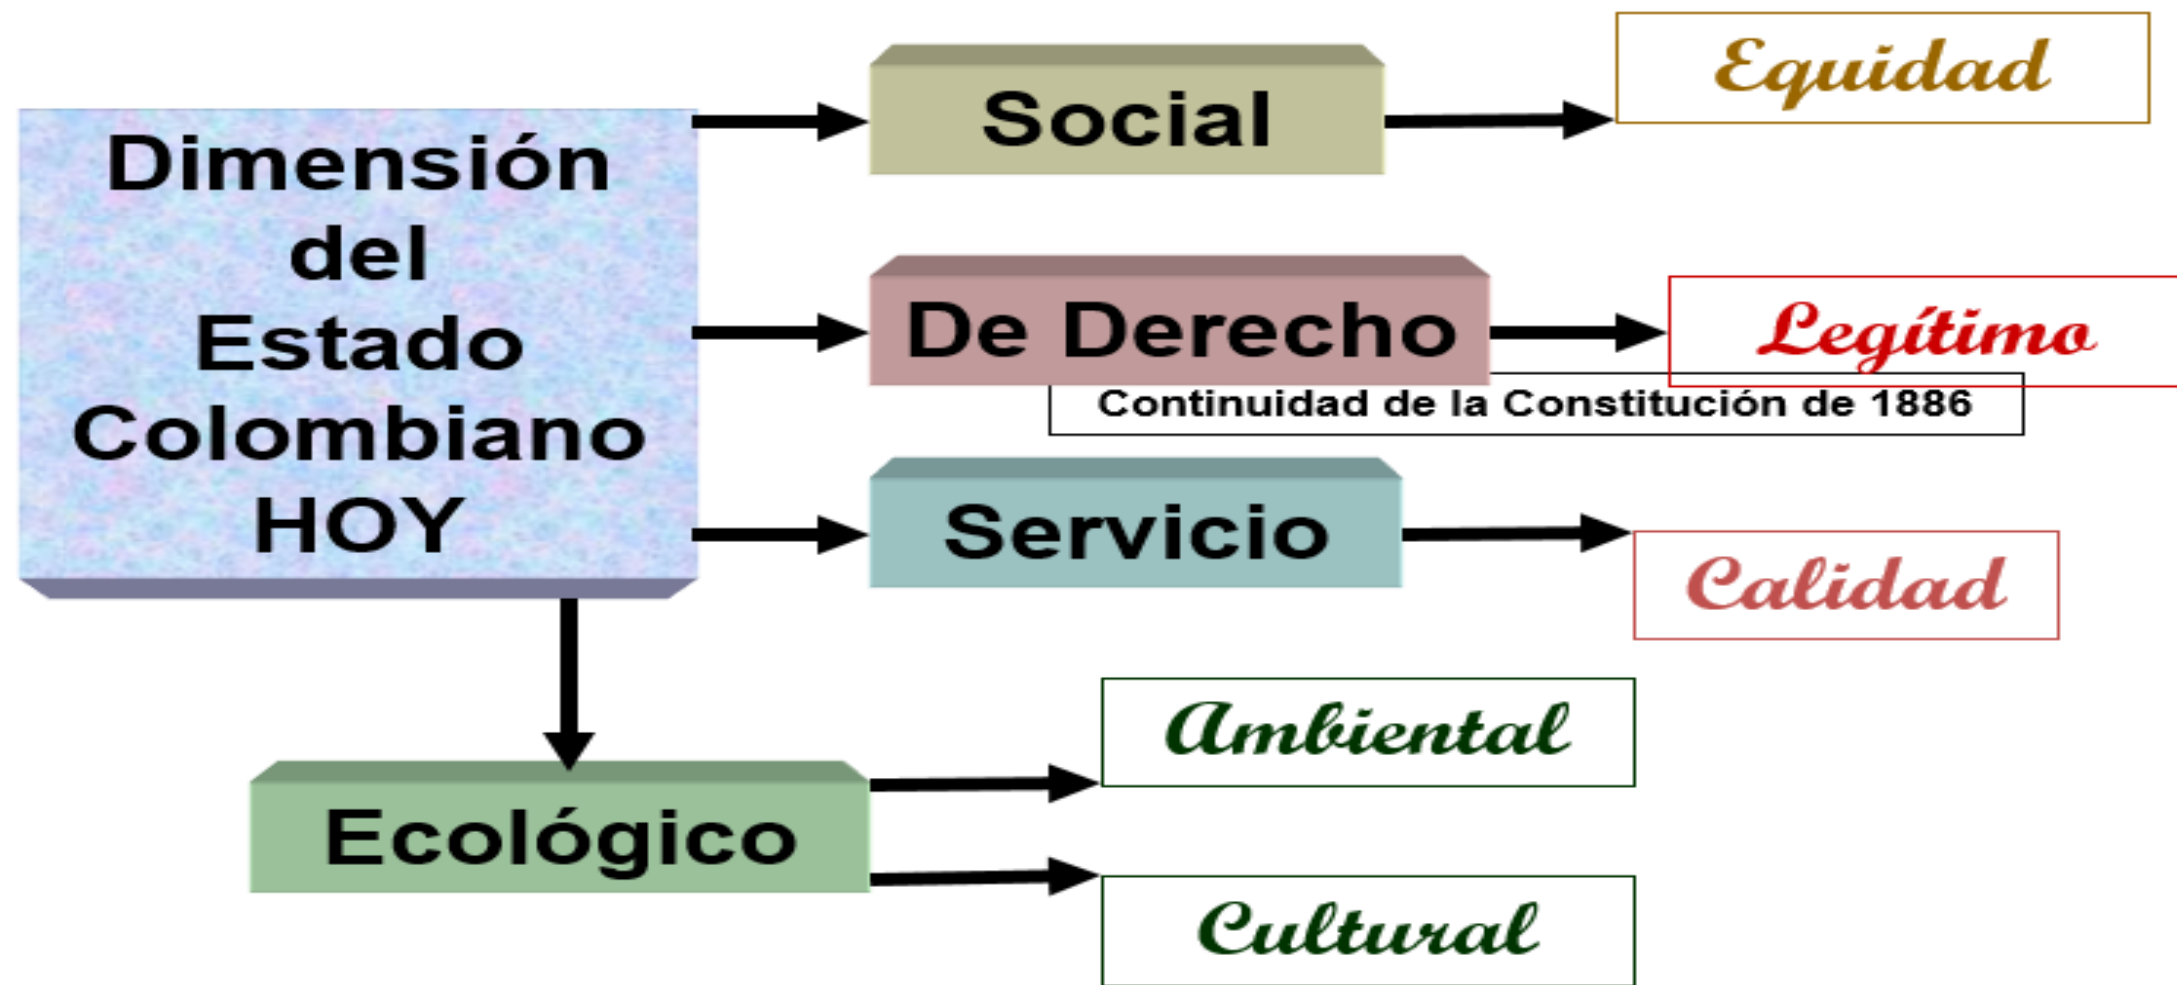 Dimensión
del
Estado
Colombiano
HOY
Social
Equidad
De Derecho
Legítimo
Continuidad de la Constitución de 1886
Servicio
Calidad
Ecológico
Ambiental
Cultural